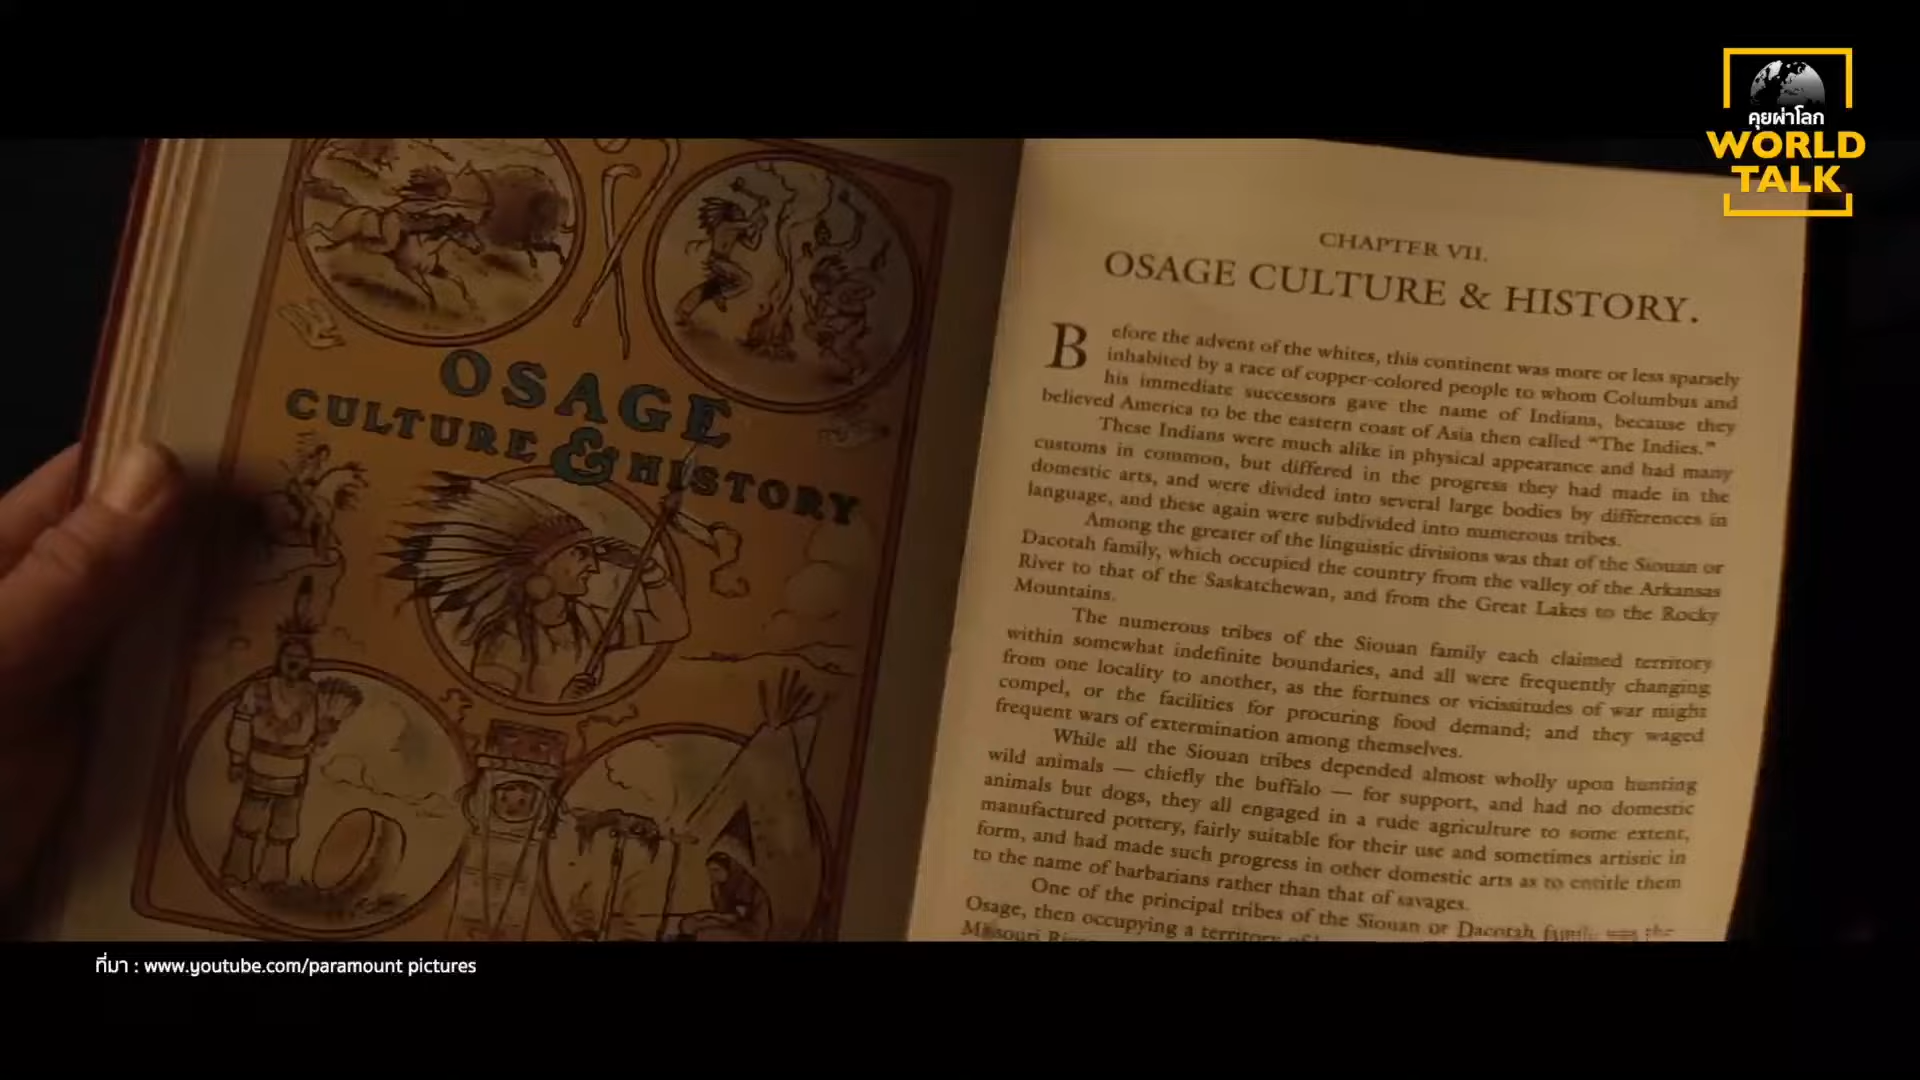 คุยผ่าโลก
WORLD
TALK
OSAGE
CULTURE & HISTORY
CHAPTER VII.
OSAGE CULTURE & HISTORY.
Before the advent of the whites, this continent was more or less sparsely
inhabited by a race of copper-colored people to whom Columbus and
his immediate successors gave the name of Indians, because they
believed America to be the eastern coast of Asia then called “The Indies.”
These Indians were much alike in physical appearance and had many
customs in common, but differed in the progress they had made in the
domestic arts, and were divided into several large bodies by differences in
language, and these again were subdivided into numerous tribes.
Among the greater of the linguistic divisions was that of the Siouan or
Dacotah family, which occupied the country from the valley of the Arkansas
River to that of the Saskatchewan, and from the Great Lakes to the Rocky
Mountains.
The numerous tribes of the Siouan family each claimed territory
within somewhat indefinite boundaries, and all were frequently changing
from one locality to another, as the fortunes or vicissitudes of war might
compel, or the facilities for procuring food demand; and they waged
frequent wars of extermination among themselves.
While all the Siouan tribes depended almost wholly upon hunting
wild animals — chiefly the buffalo — for support, and had no domestic
animals but dogs, they all engaged in a rude agriculture to some extent,
manufactured pottery, fairly suitable for their use and sometimes artistic in
form, and had made such progress in other domestic arts as to entitle them
to the name of barbarians rather than that of savages.
One of the principal tribes of the Siouan or Dacotah family was the
Osage, then occupying a territory
Missouri
ที่มา : www.youtube.com/paramount pictures